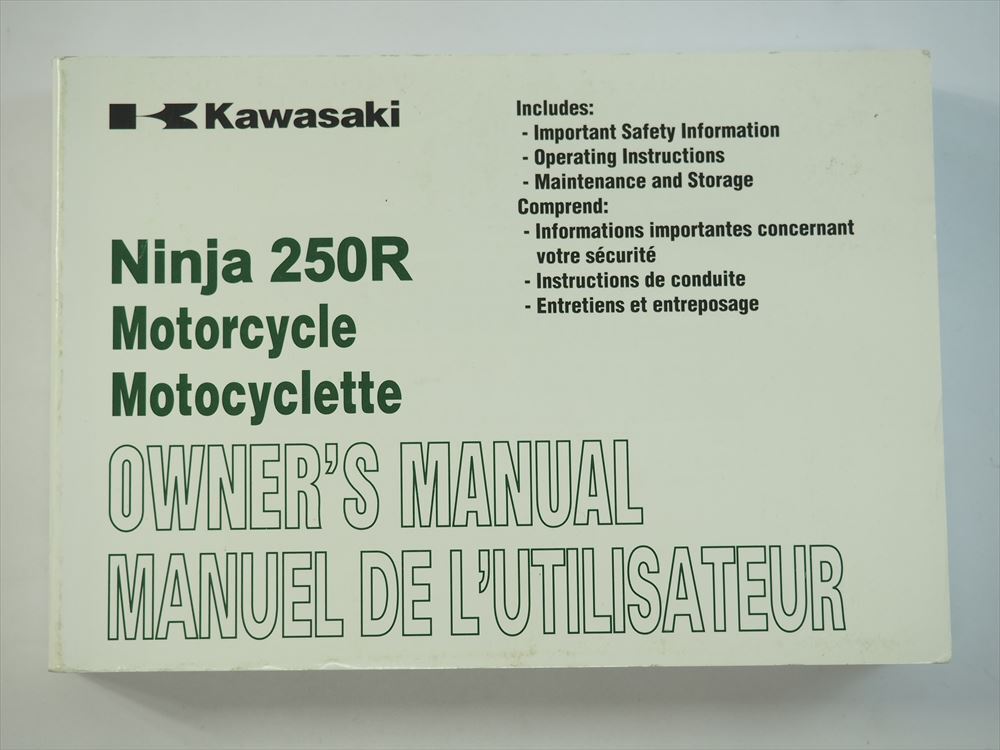 Kawasaki
Ninja 250R
Motorcycle
Motocyclette
OWNER'S MANUAL
MANUEL DE L'UTILISATEUR
Includes:
- Important Safety Information
- Operating Instructions
- Maintenance and Storage
Comprend:
- Informations importantes concernant
votre sécurité
- Instructions de conduite
- Entretiens et entreposage